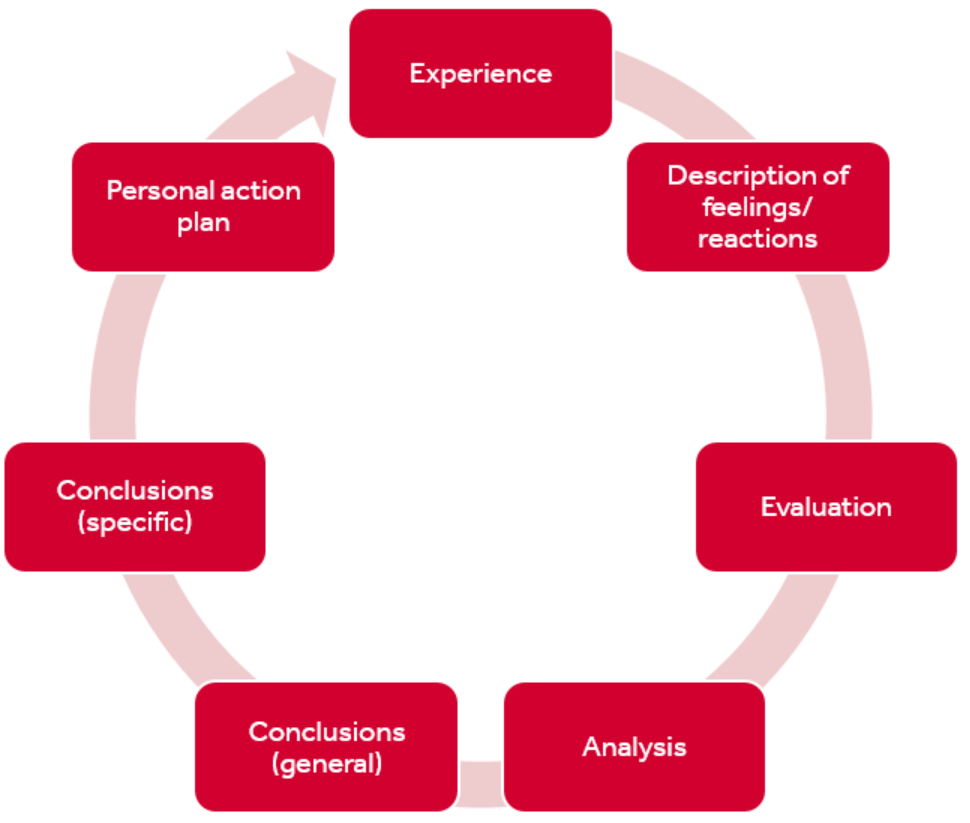 Experience
Description of
feelings/
reactions
Evaluation
Analysis
Conclusions
(general)
Conclusions
(specific)
Personal action
plan